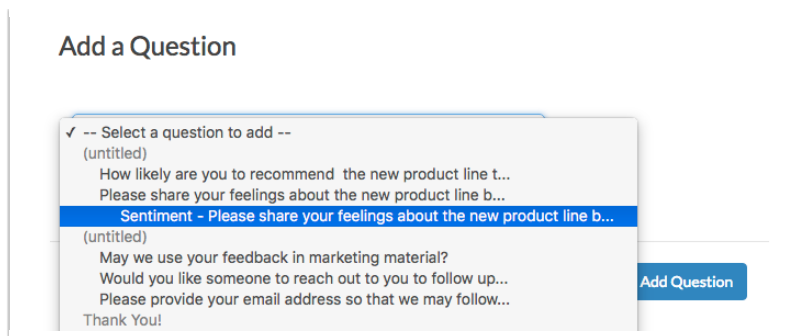 Add a Question
✓ -- Select a question to add --
(untitled)
How likely are you to recommend  the new product line t...
Please share your feelings about the new product line b...
Sentiment - Please share your feelings about the new product line b...
(untitled)
May we use your feedback in marketing material?
Would you like someone to reach out to you to follow up...
Please provide your email address so that we may follow...
Thank You!
Add Question